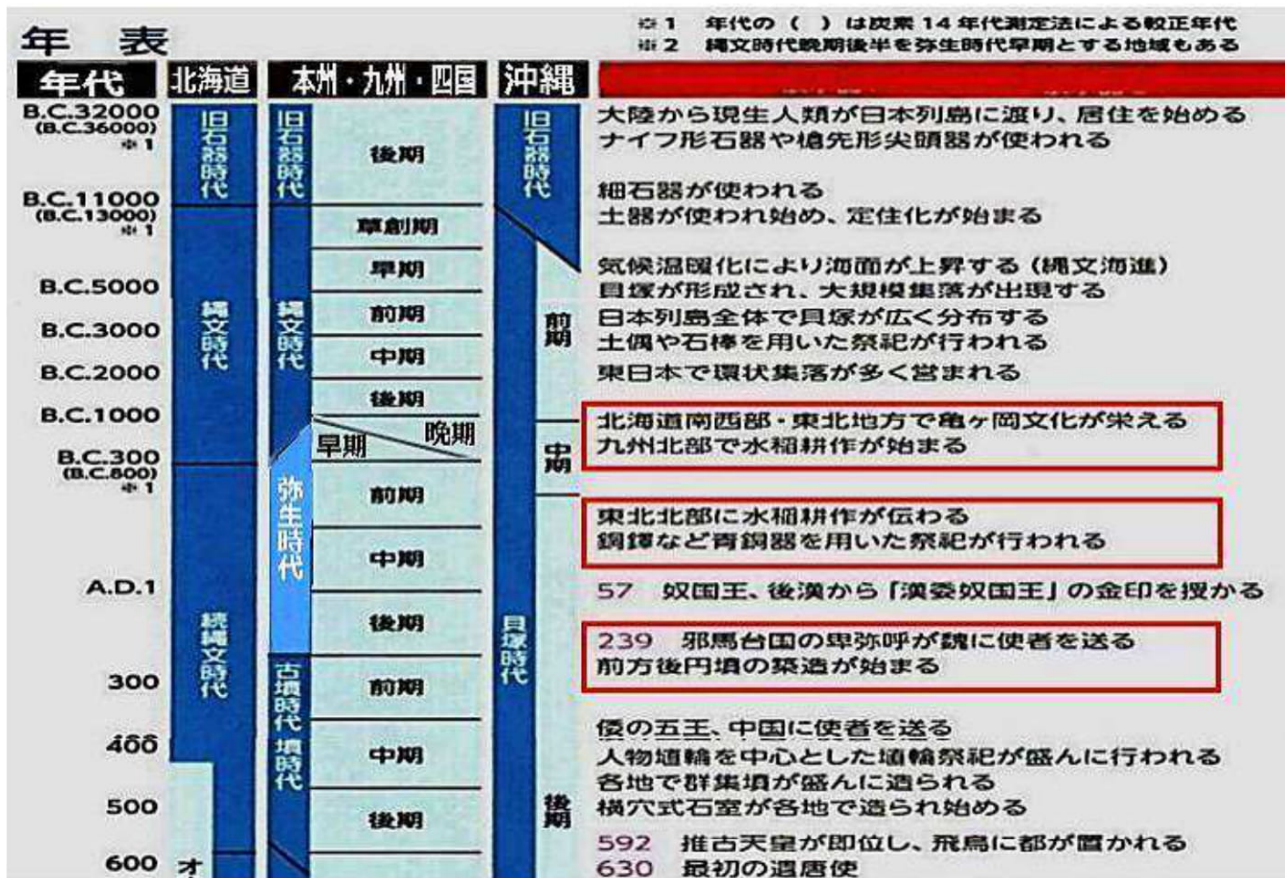 年 表
※1 年代の（ ）は炭素14年代測定法による較正年代
※2 縄文時代晩期後半を弥生時代早期とする地域もある
年代 北海道 本州・九州・四国 沖縄
B.C.32000
(B.C.36000)
※1
B.C.11000
(B.C.13000)
※1
B.C.5000
B.C.3000
B.C.2000
B.C.1000
B.C.300
(B.C.800)
※1
A.D.1
300
400
500
600
旧石器時代
縄文時代
続縄文時代
オ
旧石器時代
縄文時代
弥生時代
古墳時代
墳時代
後期
草創期
早期
前期
中期
後期
早期
晩期
前期
中期
後期
前期
中期
後期
旧石器時代
貝塚時代
前期
中期
後期
大陸から現生人類が日本列島に渡り、居住を始める
ナイフ形石器や槍先形尖頭器が使われる
細石器が使われる
土器が使われ始め、定住化が始まる
気候温暖化により海面が上昇する（縄文海進）
貝塚が形成され、大規模集落が出現する
日本列島全体で貝塚が広く分布する
土偶や石棒を用いた祭祀が行われる
東日本で環状集落が多く営まれる
北海道南西部・東北地方で亀ヶ岡文化が栄える
九州北部で水稲耕作が始まる
東北北部に水稲耕作が伝わる
銅鐸など青銅器を用いた祭祀が行われる
57 奴国王、後漢から「漢委奴国王」の金印を授かる
239 邪馬台国の卑弥呼が魏に使者を送る
前方後円墳の築造が始まる
倭の五王、中国に使者を送る
人物埴輪を中心とした埴輪祭祀が盛んに行われる
各地で群集墳が盛んに造られる
横穴式石室が各地で造られ始める
592 推古天皇が即位し、飛鳥に都が置かれる
630 最初の遣唐使